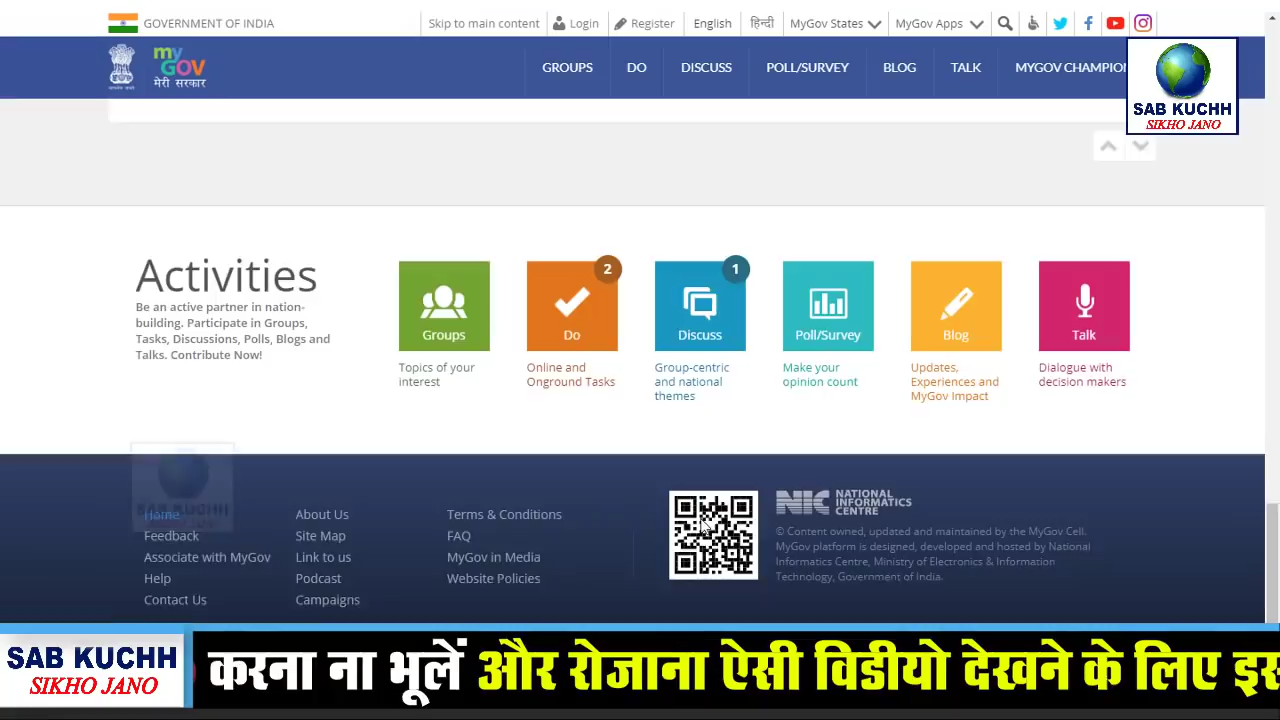 GOVERNMENT OF INDIA
Skip to main content
Login
Register
English
हिन्दी
MyGov States
MyGov Apps
my
GOV
मेरी सरकार
GROUPS
DO
DISCUSS
POLL/SURVEY
BLOG
TALK
MYGOV CHAMPION
SAB KUCHH
SIKHO JANO
Activities
Be an active partner in nation-
building. Participate in Groups,
Tasks, Discussions, Polls, Blogs and
Talks. Contribute Now!
Groups
Topics of your
interest
2
Do
Online and
Onground Tasks
1
Discuss
Group-centric
and national
themes
Poll/Survey
Make your
opinion count
Blog
Updates,
Experiences and
MyGov Impact
Talk
Dialogue with
decision makers
SAB KUCHH
SIKHO JANO
Home
Feedback
Associate with MyGov
Help
Contact Us
About Us
Site Map
Link to us
Podcast
Campaigns
Terms & Conditions
FAQ
MyGov in Media
Website Policies
NIC NATIONAL
INFORMATICS
CENTRE
© Content owned, updated and maintained by the MyGov Cell.
MyGov platform is designed, developed and hosted by National
Informatics Centre, Ministry of Electronics & Information
Technology, Government of India.
SAB KUCHH
SIKHO JANO
करना ना भूलें और रोजाना ऐसी विडीयो देखने के लिए इस